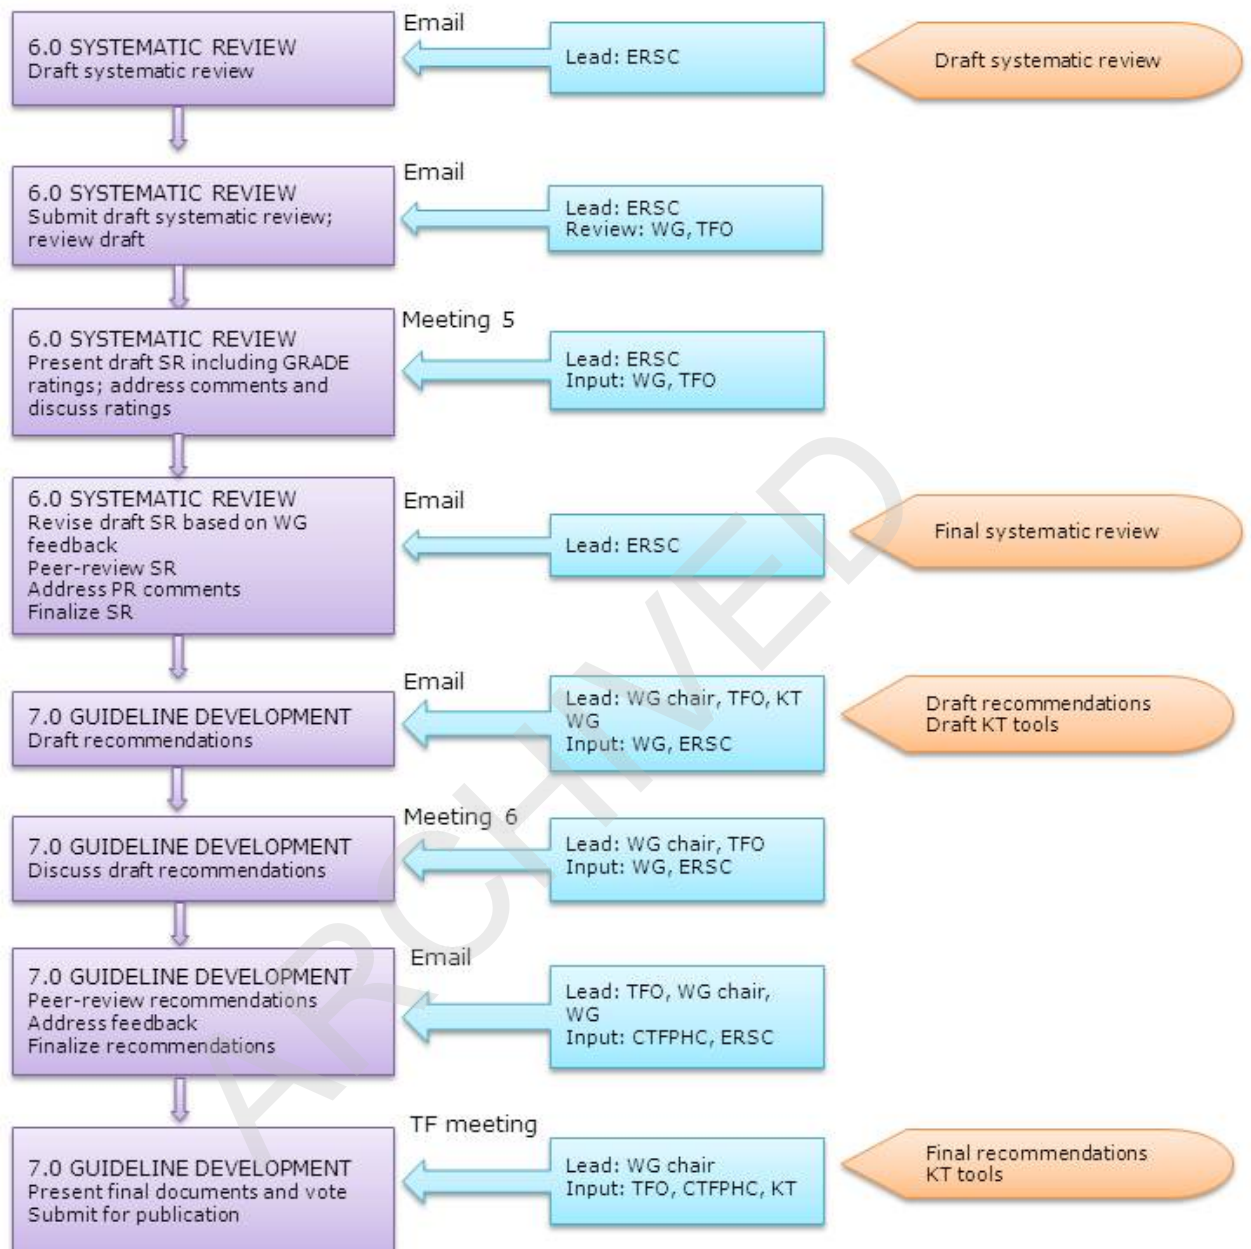 6.0 SYSTEMATIC REVIEW
Draft systematic review
Email
Lead: ERSC
Draft systematic review
6.0 SYSTEMATIC REVIEW
Submit draft systematic review;
review draft
Email
Lead: ERSC
Review: WG, TFO
6.0 SYSTEMATIC REVIEW
Present draft SR including GRADE
ratings; address comments and
discuss ratings
Meeting 5
Lead: ERSC
Input: WG, TFO
6.0 SYSTEMATIC REVIEW
Revise draft SR based on WG
feedback
Peer-review SR
Address PR comments
Finalize SR
Email
Lead: ERSC
Final systematic review
7.0 GUIDELINE DEVELOPMENT
Draft recommendations
Email
Lead: WG chair, TFO, KT
WG
Input: WG, ERSC
Draft recommendations
Draft KT tools
7.0 GUIDELINE DEVELOPMENT
Discuss draft recommendations
Meeting 6
Lead: WG chair, TFO
Input: WG, ERSC
7.0 GUIDELINE DEVELOPMENT
Peer-review recommendations
Address feedback
Finalize recommendations
Email
Lead: TFO, WG chair,
WG
Input: CTFPHC, ERSC
7.0 GUIDELINE DEVELOPMENT
Present final documents and vote
Submit for publication
TF meeting
Lead: WG chair
Input: TFO, CTFPHC, KT
Final recommendations
KT tools
ARCHIVED